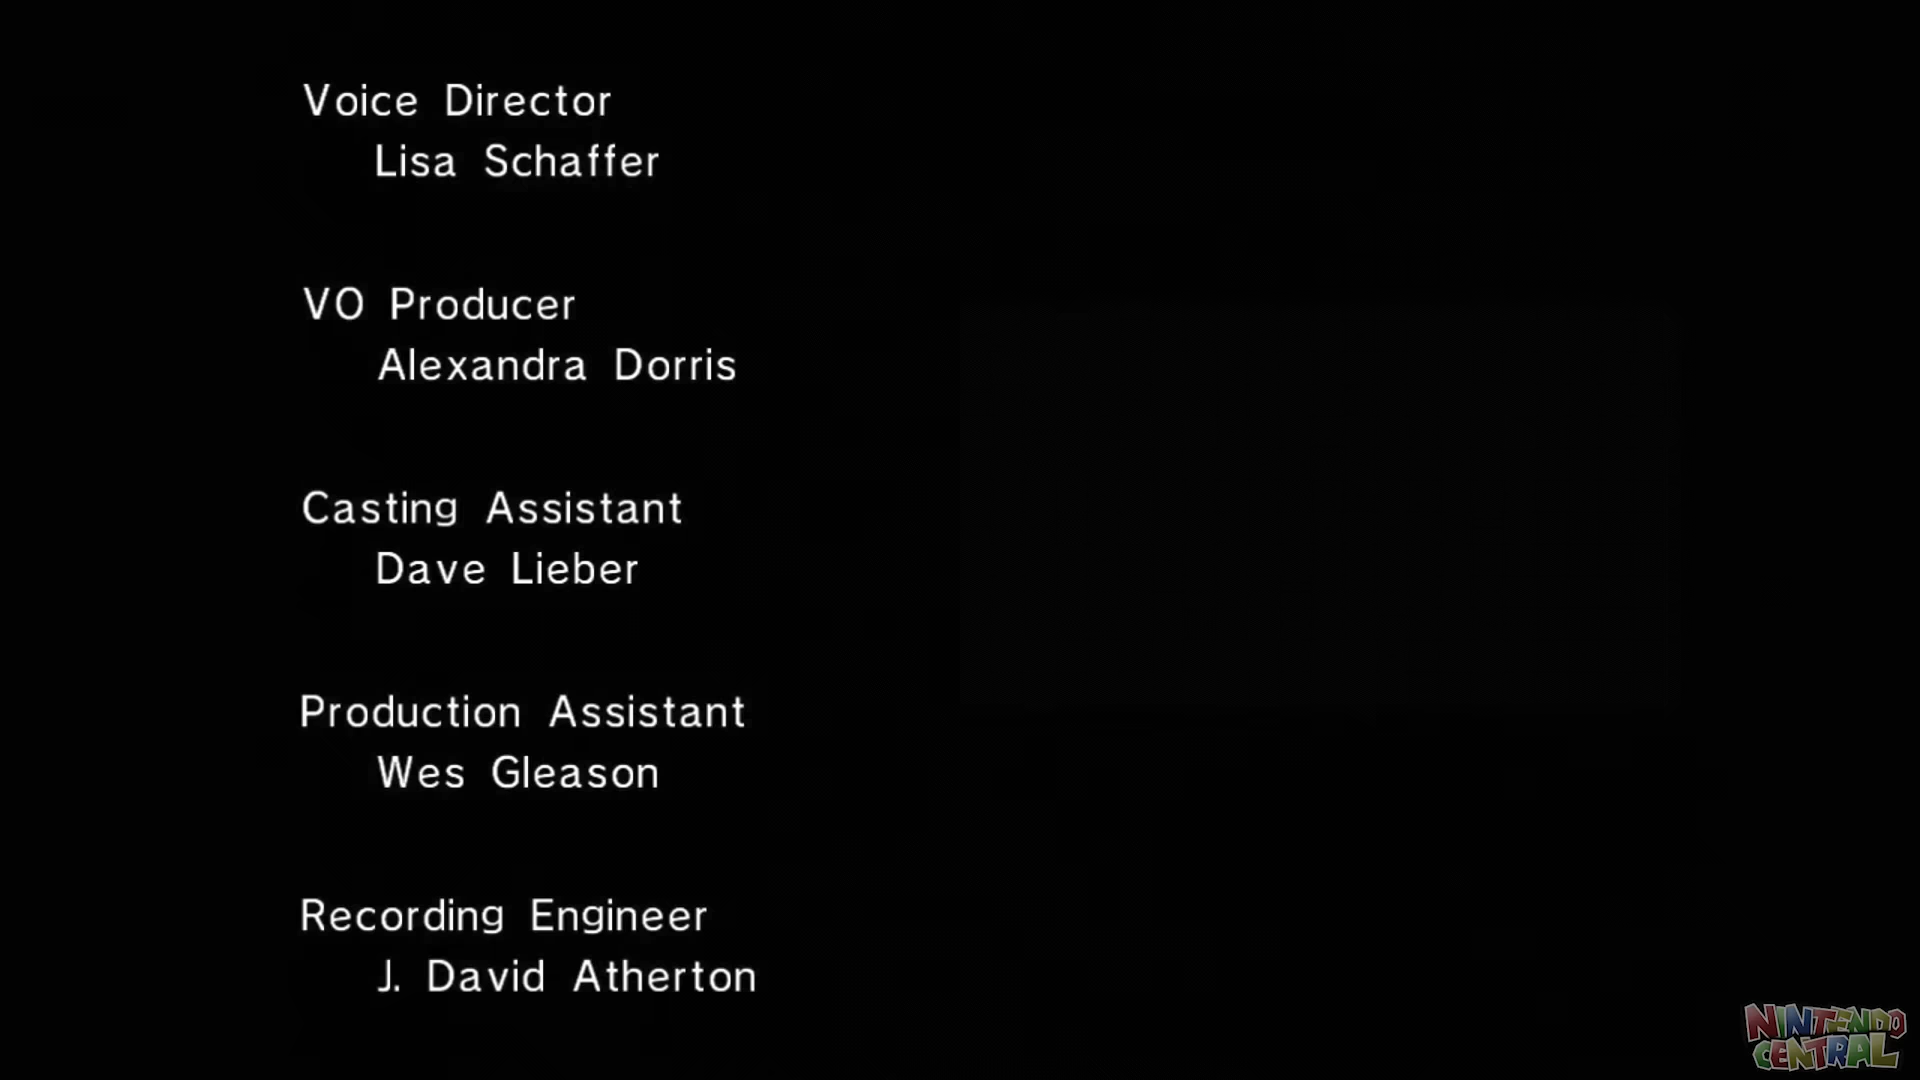 Voice Director
Lisa Schaffer
VO Producer
Alexandra Dorris
Casting Assistant
Dave Lieber
Production Assistant
Wes Gleason
Recording Engineer
J. David Atherton
NINTENDO
CENTRAL